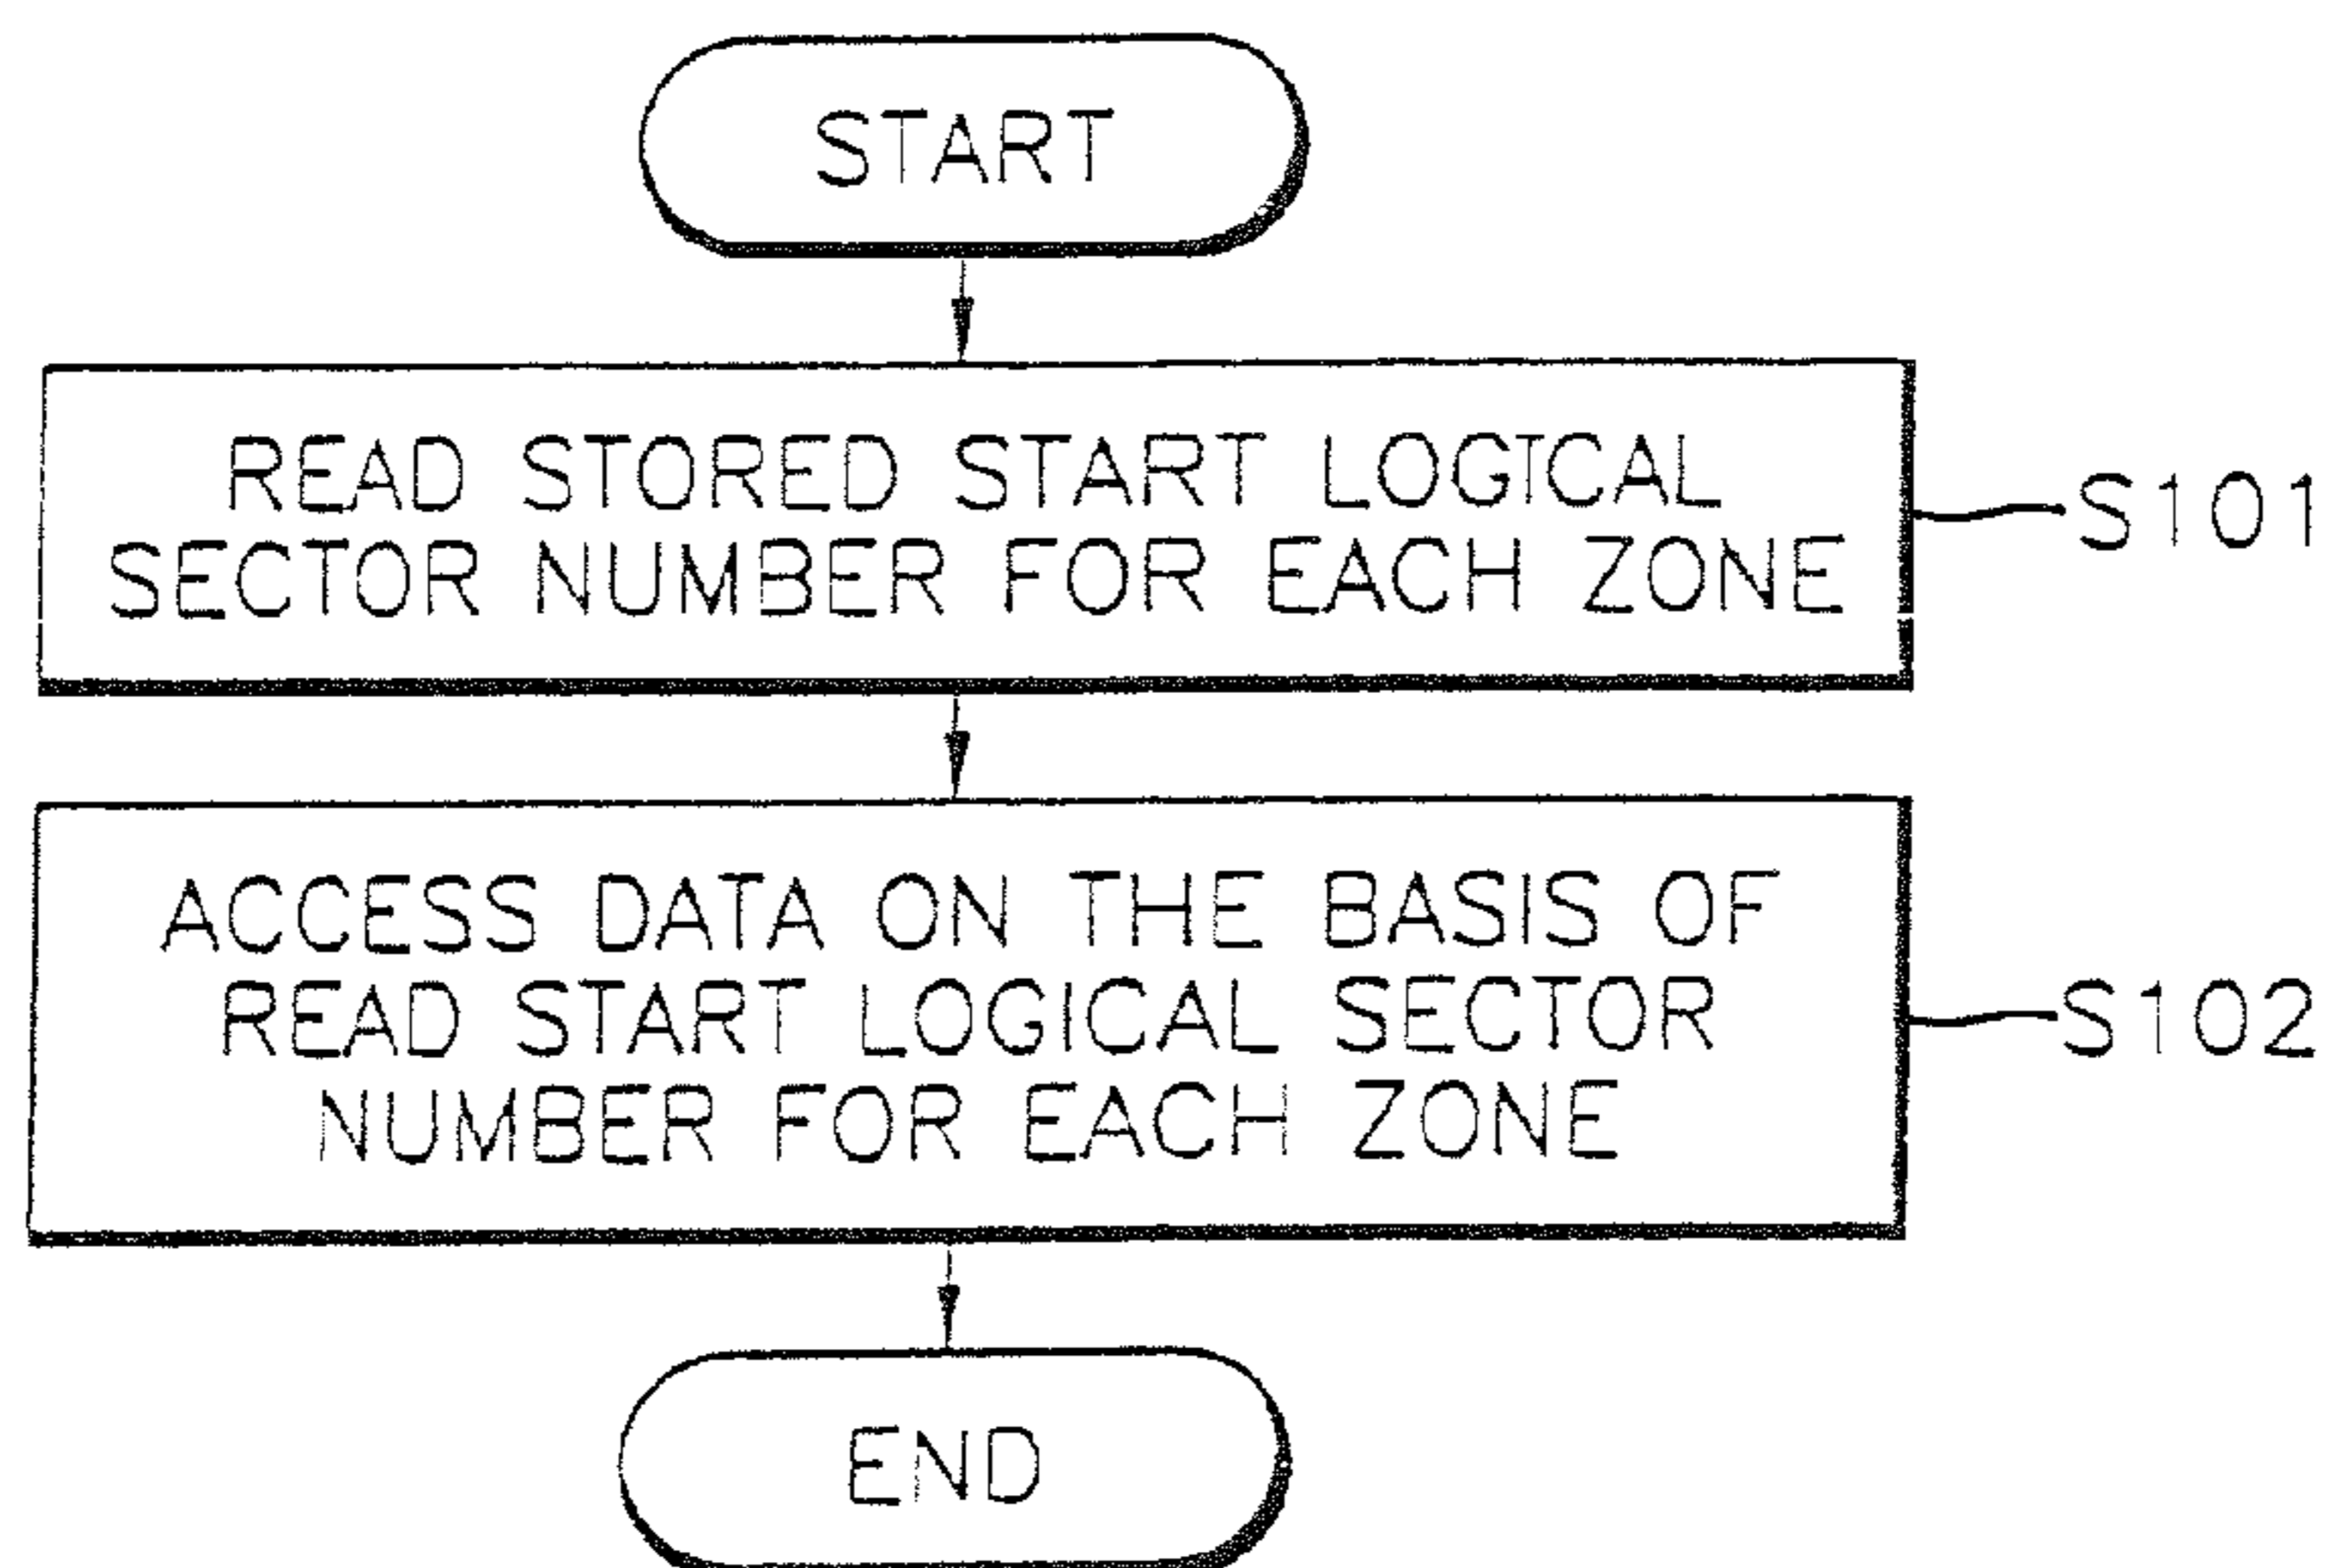 START
READ STORED START LOGICAL
SECTOR NUMBER FOR EACH ZONE
S101
ACCESS DATA ON THE BASIS OF
READ START LOGICAL SECTOR
NUMBER FOR EACH ZONE
S102
END